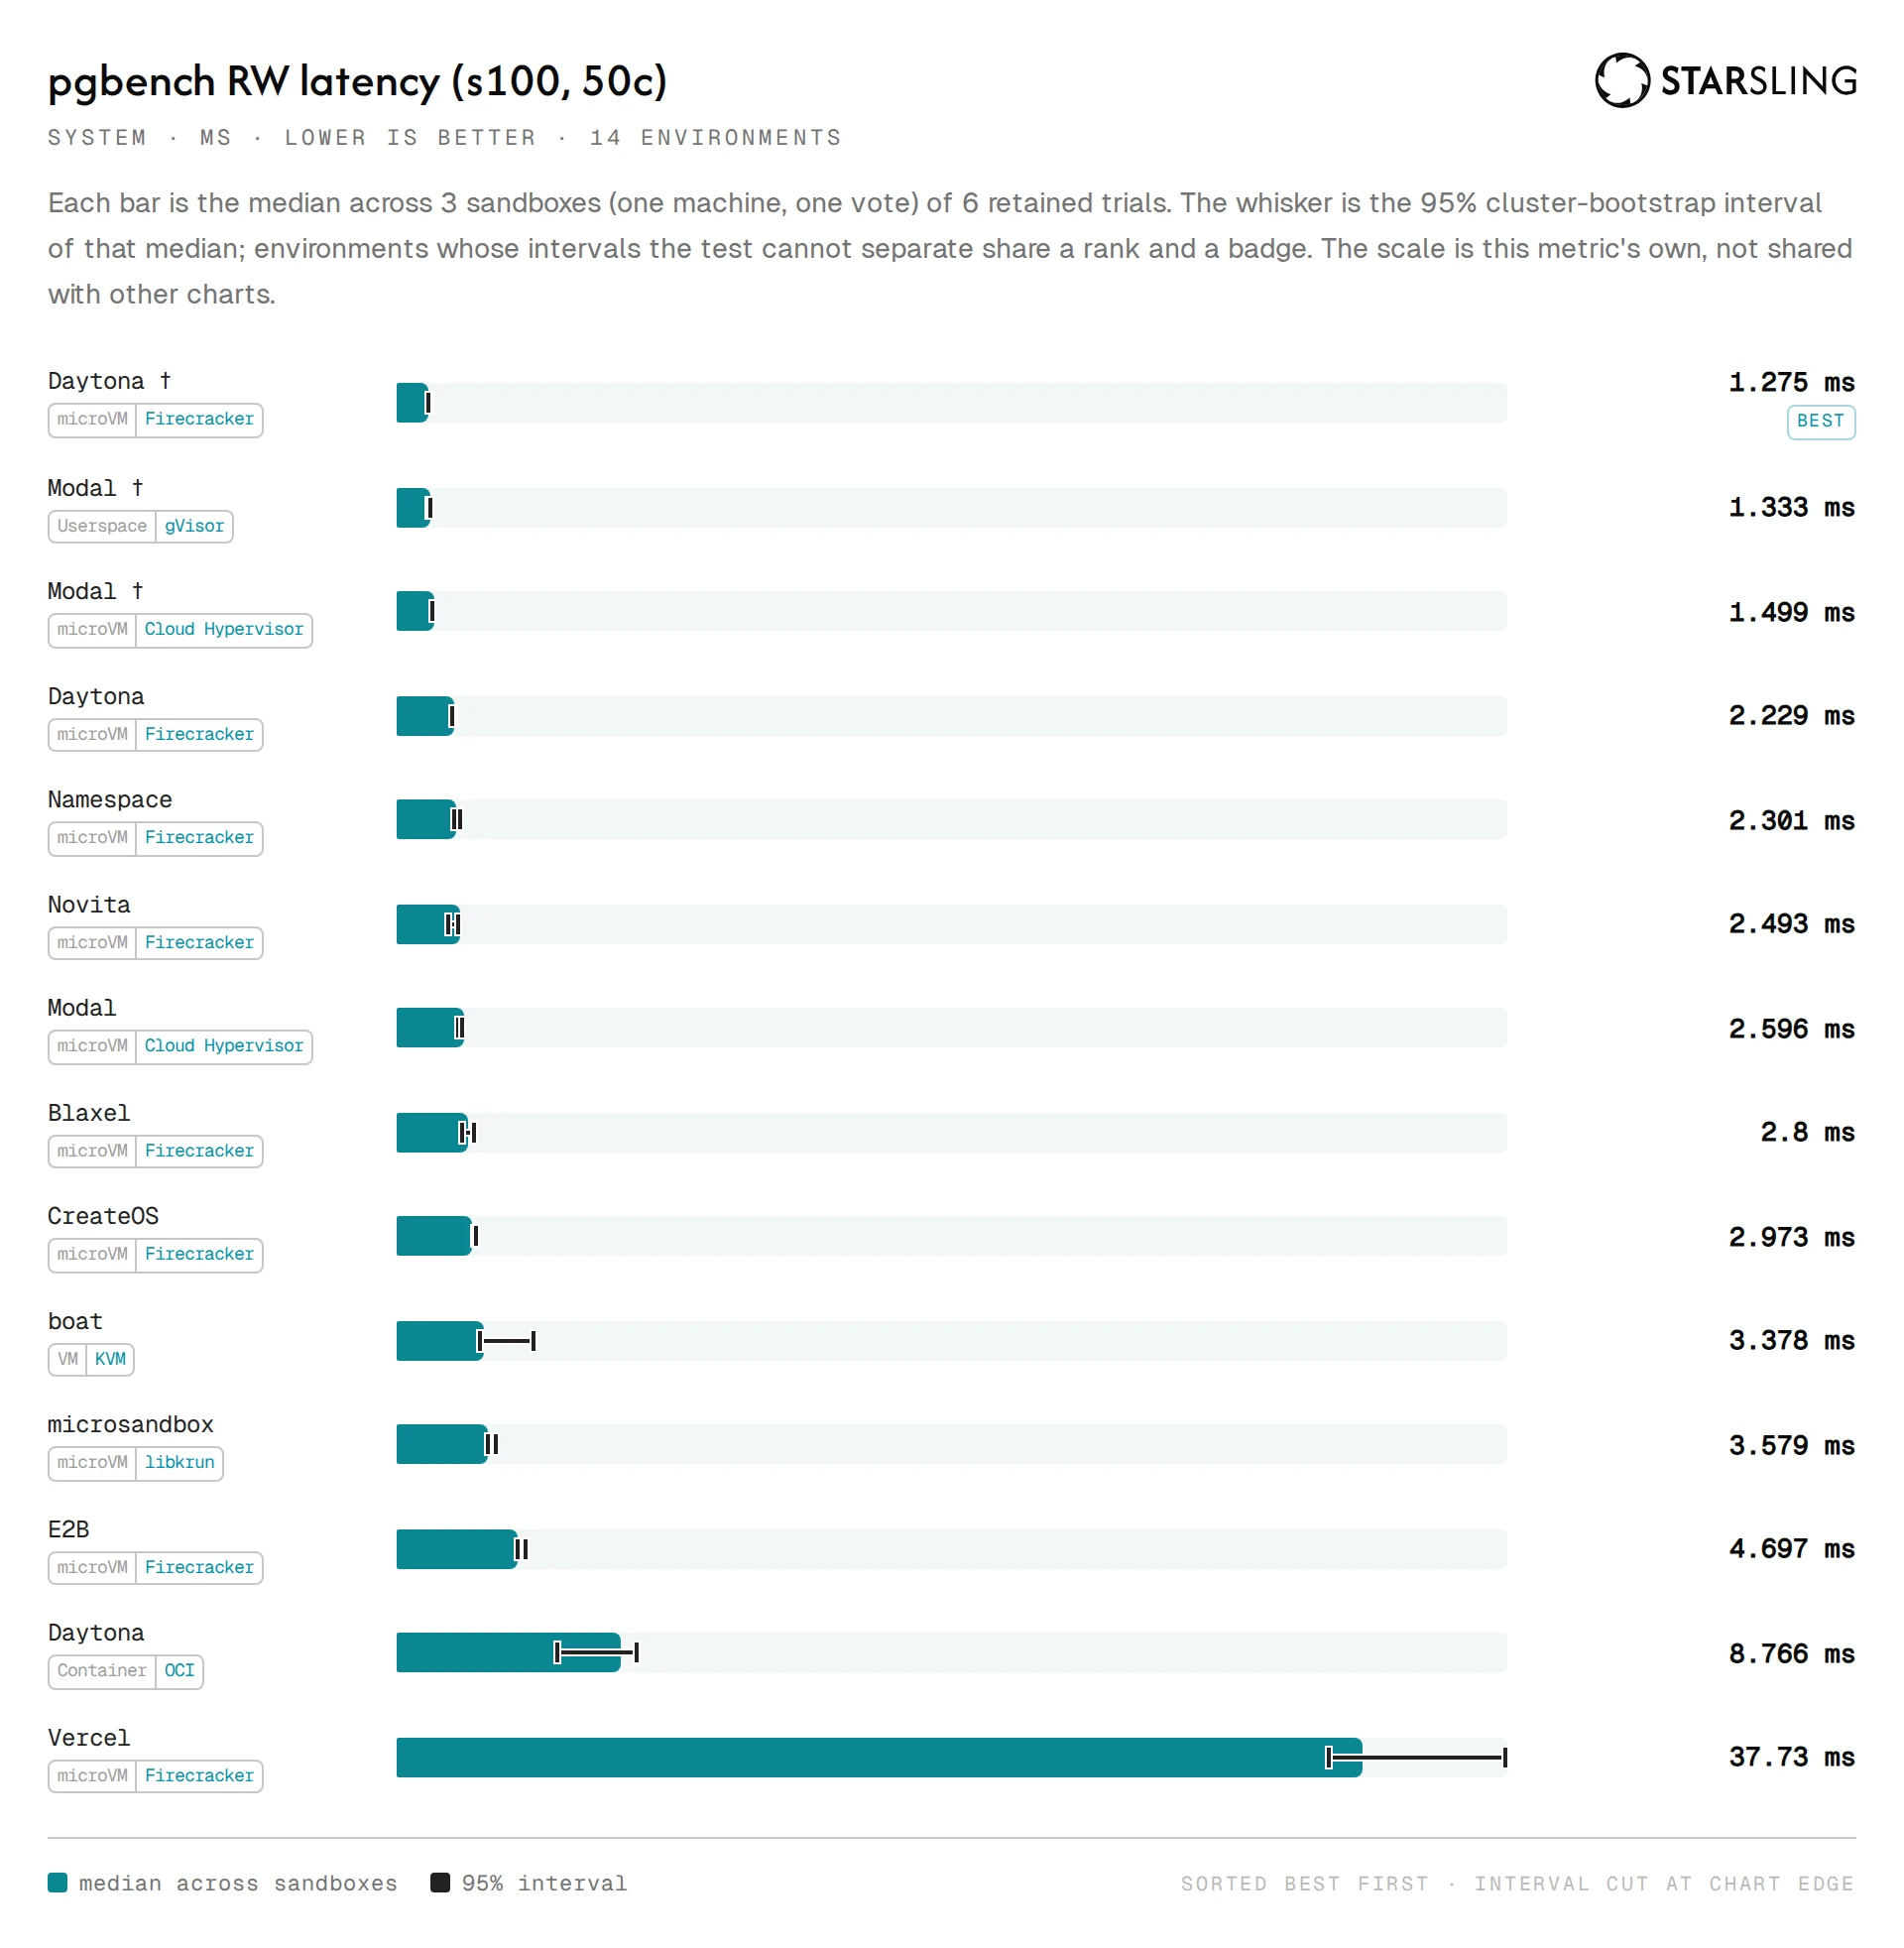 pgbench RW latency (s100, 50c)
STARSLING
SYSTEM · MS · LOWER IS BETTER · 14 ENVIRONMENTS
Each bar is the median across 3 sandboxes (one machine, one vote) of 6 retained trials. The whisker is the 95% cluster-bootstrap interval
of that median; environments whose intervals the test cannot separate share a rank and a badge. The scale is this metric's own, not shared
with other charts.
Daytona †
microVM Firecracker
1.275 ms
BEST
Modal †
Userspace gVisor
1.333 ms
Modal †
microVM Cloud Hypervisor
1.499 ms
Daytona
microVM Firecracker
2.229 ms
Namespace
microVM Firecracker
2.301 ms
Novita
microVM Firecracker
2.493 ms
Modal
microVM Cloud Hypervisor
2.596 ms
Blaxel
microVM Firecracker
2.8 ms
CreateOS
microVM Firecracker
2.973 ms
boat
VM KVM
3.378 ms
microsandbox
microVM libkrun
3.579 ms
E2B
microVM Firecracker
4.697 ms
Daytona
Container OCI
8.766 ms
Vercel
microVM Firecracker
37.73 ms
median across sandboxes
95% interval
SORTED BEST FIRST · INTERVAL CUT AT CHART EDGE